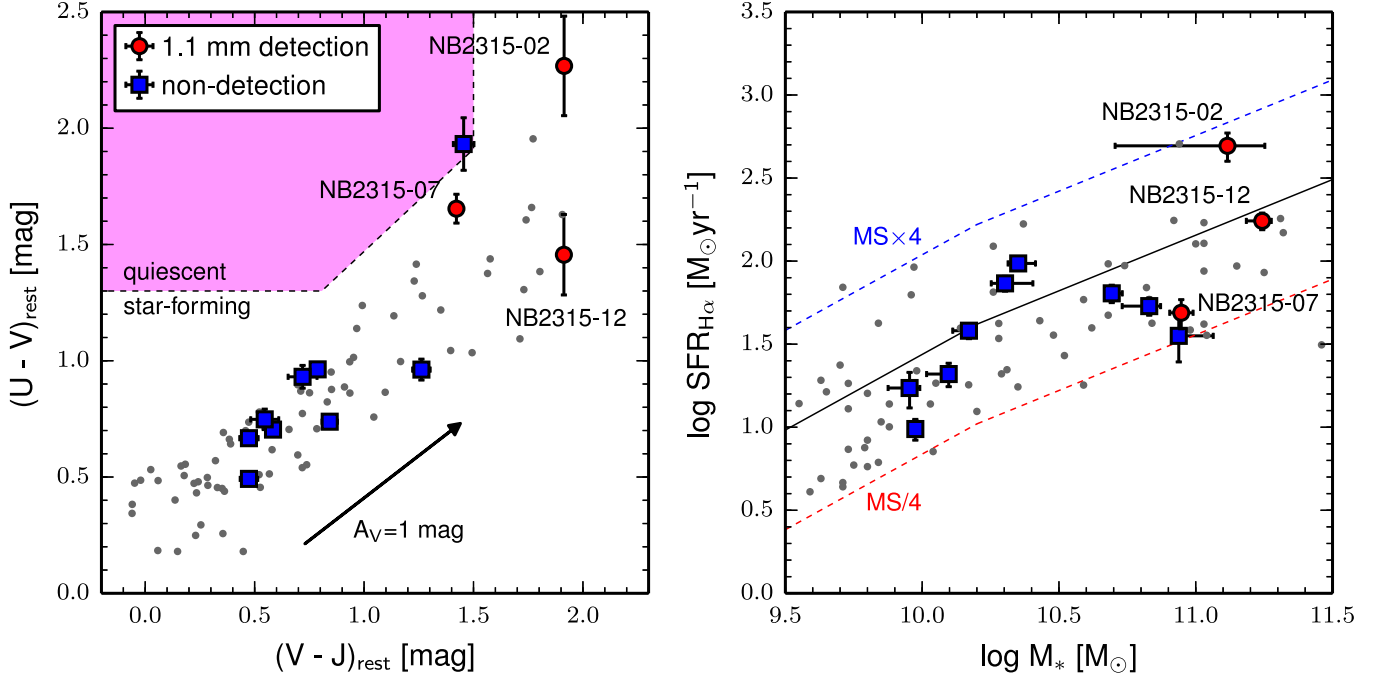 2.5
2.0
1.5
1.0
0.5
0.0
(U - V)rest [mag]
1.1 mm detection
non-detection
NB2315-02
NB2315-07
quiescent
star-forming
NB2315-12
A_V=1 mag
0.0 0.5 1.0 1.5 2.0
(V - J)rest [mag]
3.5
3.0
2.5
2.0
1.5
1.0
0.5
0.0
log SFR_Hα [M⊙yr⁻¹]
NB2315-02
NB2315-12
MS×4
NB2315-07
MS/4
9.5 10.0 10.5 11.0 11.5
log M_* [M⊙]